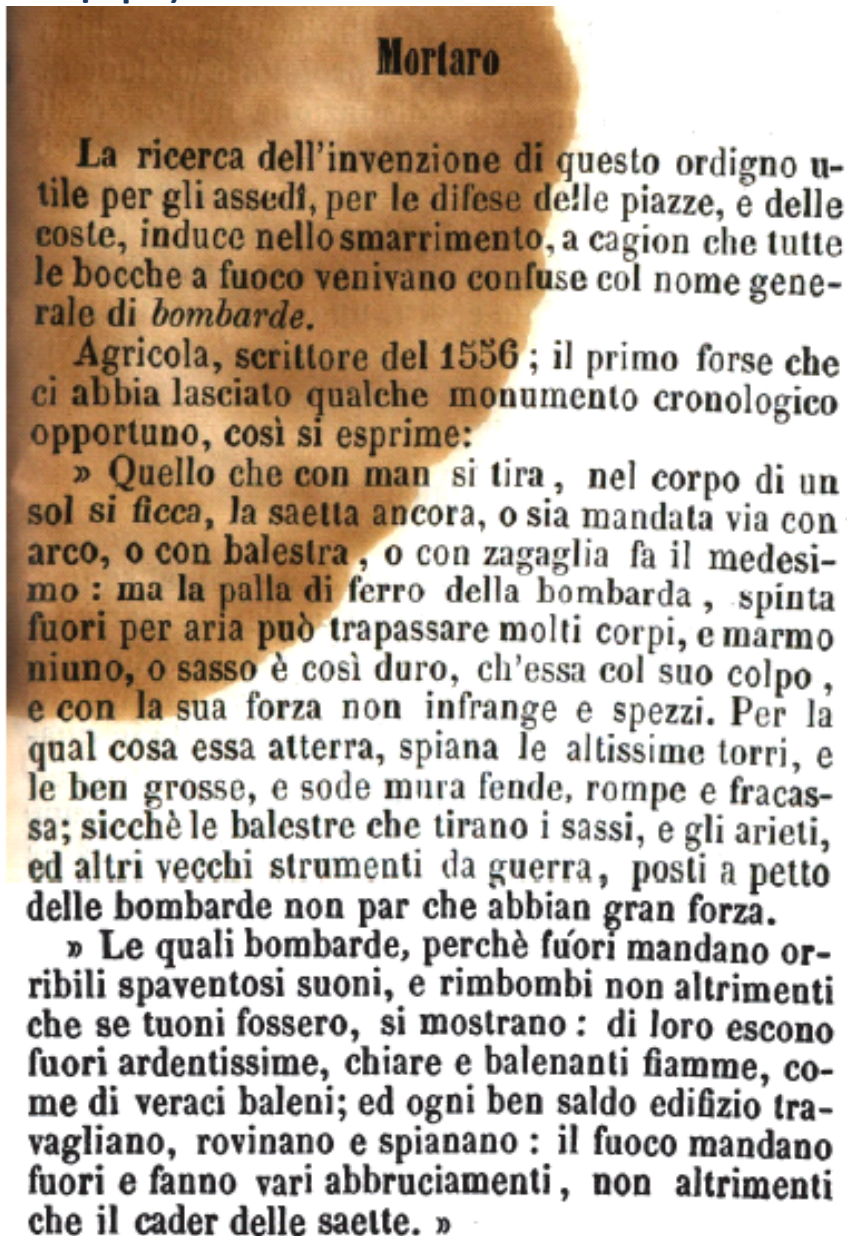 Mortaro
La ricerca dell'invenzione di questo ordigno u-
tile per gli assedî, per le difese delle piazze, e delle
coste, induce nello smarrimento, a cagion che tutte
le bocche a fuoco venivano confuse col nome gene-
rale di bombarde.
Agricola, scrittore del 1556 ; il primo forse che
ci abbia lasciato qualche monumento cronologico
opportuno, così si esprime:
» Quello che con man si tira , nel corpo di un
sol si ficca, la saetta ancora, o sia mandata via con
arco, o con balestra , o con zagaglia fa il medesi-
mo : ma la palla di ferro della bombarda , spinta
fuori per aria può trapassare molti corpi, e marmo
niuno, o sasso è così duro, ch'essa col suo colpo ,
e con la sua forza non infrange e spezzi. Per la
qual cosa essa atterra, spiana le altissime torri, e
le ben grosse, e sode mura fende, rompe e fracas-
sa; sicchè le balestre che tirano i sassi, e gli arieti,
ed altri vecchi strumenti da guerra, posti a petto
delle bombarde non par che abbian gran forza.
» Le quali bombarde, perchè fuori mandano or-
ribili spaventosi suoni, e rimbombi non altrimenti
che se tuoni fossero, si mostrano : di loro escono
fuori ardentissime, chiare e balenanti fiamme, co-
me di veraci baleni; ed ogni ben saldo edifizio tra-
vagliano, rovinano e spianano : il fuoco mandano
fuori e fanno vari abbruciamenti , non altrimenti
che il cader delle saette. »